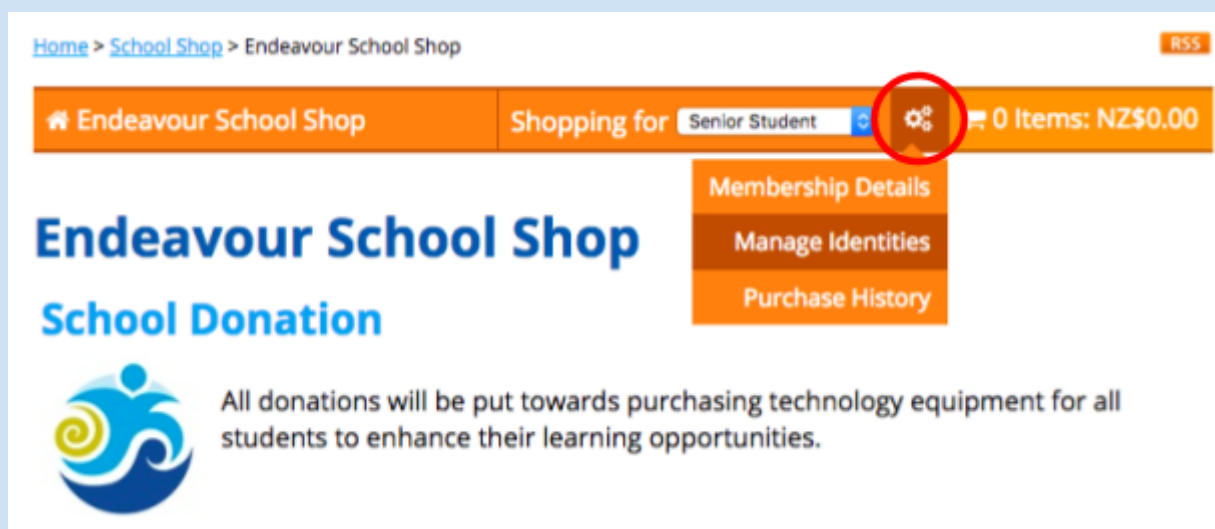 Home > School Shop > Endeavour School Shop
RSS
Endeavour School Shop
Shopping for Senior Student
0 Items: NZ$0.00
Membership Details
Manage Identities
Purchase History
Endeavour School Shop
School Donation
All donations will be put towards purchasing technology equipment for all
students to enhance their learning opportunities.